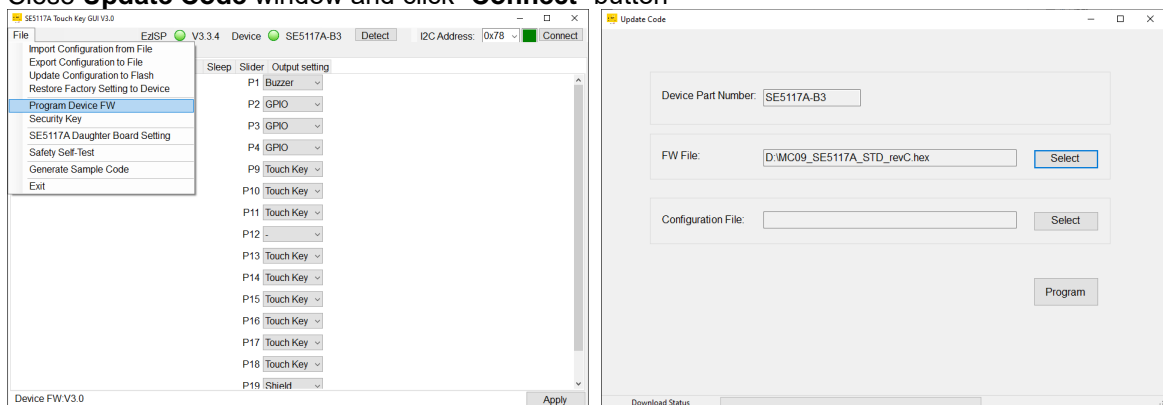 Close Update Code window and click "Connect" button
SE5117A Touch Key GUI V3.0
File EzISP V3.3.4 Device SE5117A-B3 Detect I2C Address: 0x78 Connect
Import Configuration from File
Export Configuration to File
Update Configuration to Flash
Restore Factory Setting to Device
Program Device FW
Security Key
SE5117A Daughter Board Setting
Safety Self-Test
Generate Sample Code
Exit
Sleep Slider Output setting
P1 Buzzer
P2 GPIO
P3 GPIO
P4 GPIO
P9 Touch Key
P10 Touch Key
P11 Touch Key
P12 -
P13 Touch Key
P14 Touch Key
P15 Touch Key
P16 Touch Key
P17 Touch Key
P18 Touch Key
P19 Shield
Device FW:V3.0 Apply
Update Code
Device Part Number: SE5117A-B3
FW File: D:\MC09_SE5117A_STD_revC.hex Select
Configuration File: Select
Program
Download Status